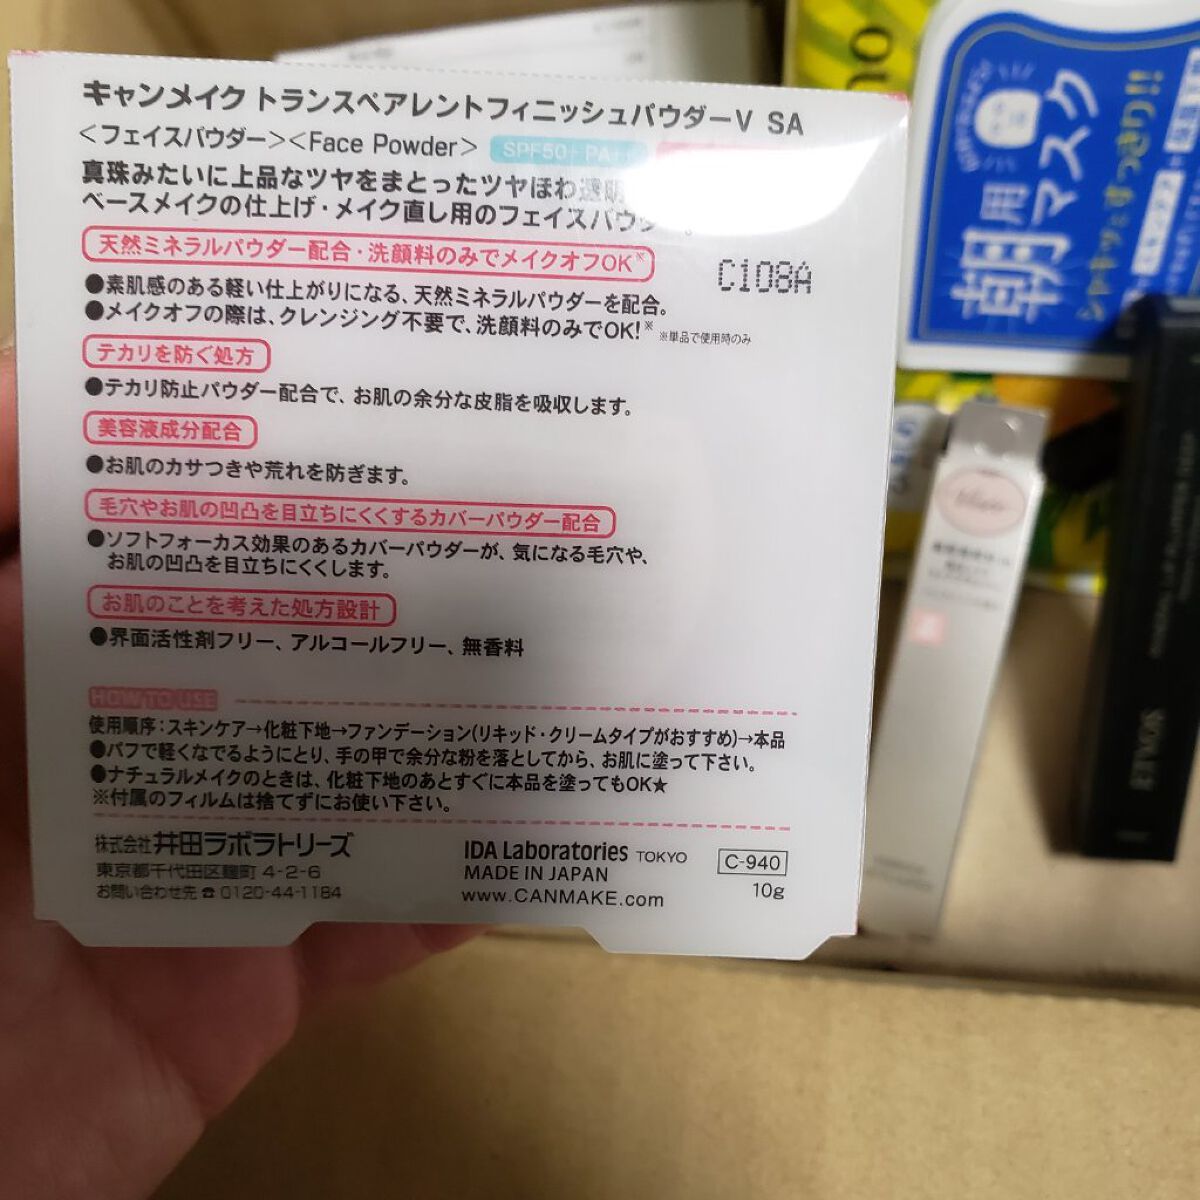 キャンメイク トランスペアレントフィニッシュパウダーV SA
＜フェイスパウダー＞＜Face Powder＞ SPF50+ PA++
真珠みたいに上品なツヤをまとったツヤほわ透明
ベースメイクの仕上げ・メイク直し用のフェイスパウダー。
天然ミネラルパウダー配合・洗顔料のみでメイクオフOK※
C108A
●素肌感のある軽い仕上がりになる、天然ミネラルパウダーを配合。
●メイクオフの際は、クレンジング不要で、洗顔料のみでOK!※ ※単品で使用時のみ
テカリを防ぐ処方
●テカリ防止パウダー配合で、お肌の余分な皮脂を吸収します。
美容液成分配合
●お肌のカサつきや荒れを防ぎます。
毛穴やお肌の凹凸を目立ちにくくするカバーパウダー配合
●ソフトフォーカス効果のあるカバーパウダーが、気になる毛穴や、
お肌の凹凸を目立ちにくくします。
お肌のことを考えた処方設計
●界面活性剤フリー、アルコールフリー、無香料
HOW TO USE
使用順序：スキンケア→化粧下地→ファンデーション(リキッド・クリームタイプがおすすめ)→本品
●パフで軽くなでるようにとり、手の甲で余分な粉を落としてから、お肌に塗って下さい。
●ナチュラルメイクのときは、化粧下地のあとすぐに本品を塗ってもOK★
※付属のフィルムは捨てずにお使い下さい。
株式会社 井田ラボラトリーズ
東京都千代田区麹町 4-2-6
お問い合わせ先 ☎ 0120-44-1184
IDA Laboratories TOKYO
MADE IN JAPAN
www.CANMAKE.com
C-940
10g
朝用マスク
シャキッとすっきり!!
スキンケア